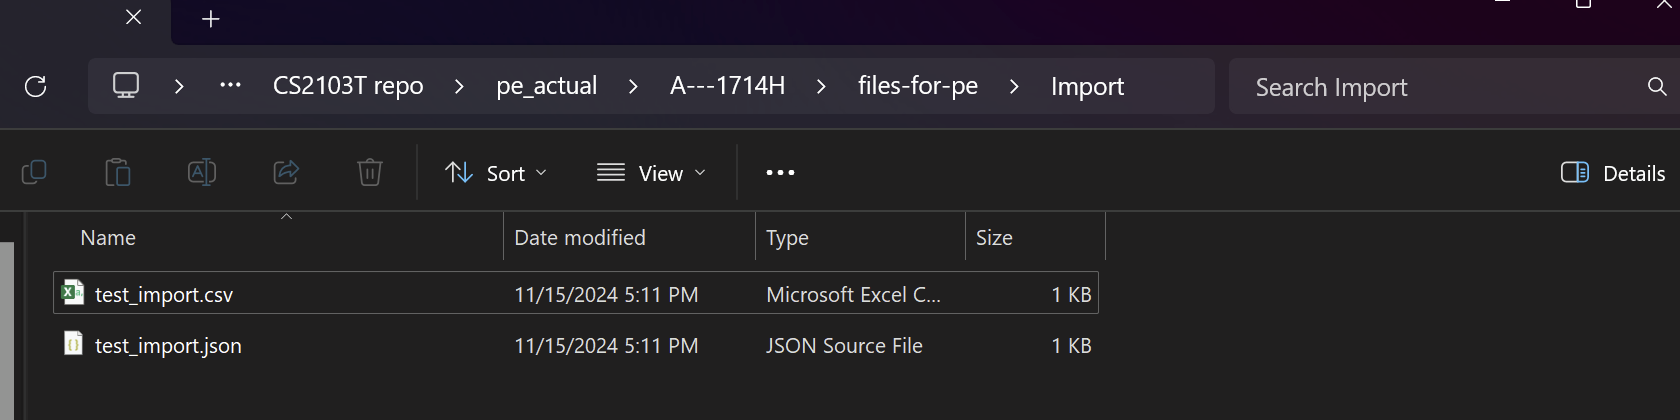 CS2103T repo > pe_actual > A---1714H > files-for-pe > Import
Search Import
Sort
View
Details
Name Date modified Type Size
test_import.csv 11/15/2024 5:11 PM Microsoft Excel C... 1 KB
test_import.json 11/15/2024 5:11 PM JSON Source File 1 KB